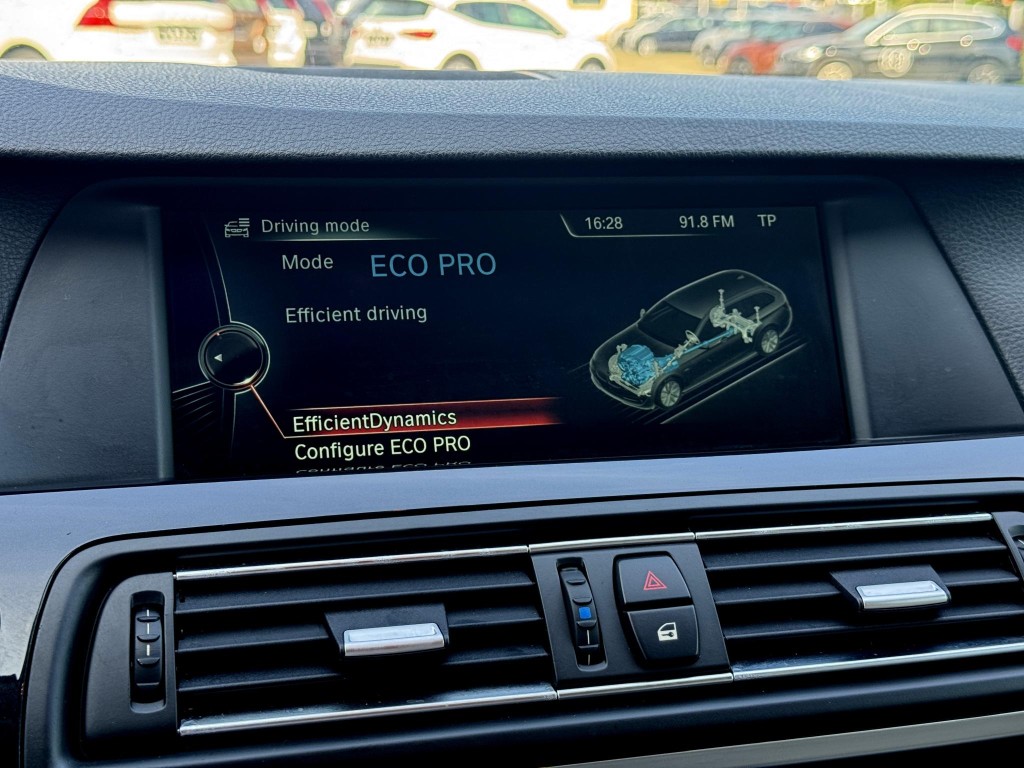 Driving mode
16:28 91.8 FM TP
Mode ECO PRO
Efficient driving
EfficientDynamics
Configure ECO PRO